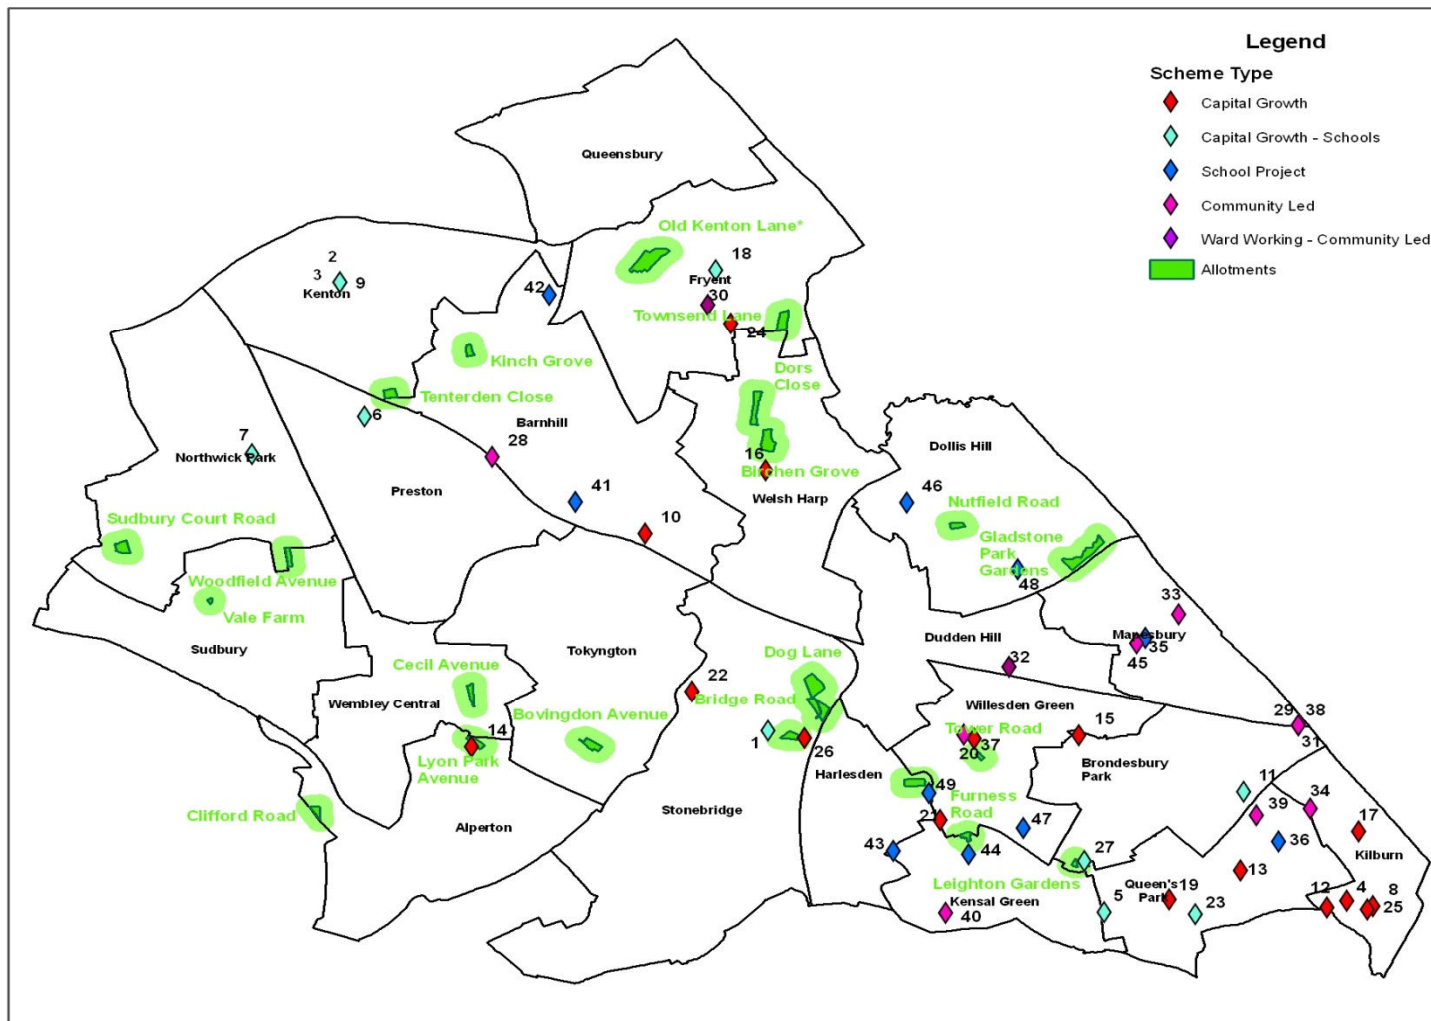 Legend
Scheme Type
Capital Growth
Capital Growth - Schools
School Project
Community Led
Ward Working - Community Led
Allotments
Queensbury
Old Kenton Lane*
2
18
3
9
Fryent
Kenton
42
30
Townsend Lane
24
Kinch Grove
Dors
Close
Tenterden Close
6
Barnhill
7
28
Dollis Hill
Northwick Park
16
Birchen Grove
Preston
41
46
Welsh Harp
Nutfield Road
10
Sudbury Court Road
Gladstone
Park
Gardens
Woodfield Avenue
48
33
Vale Farm
Dudden Hill
Manesbury
35
Sudbury
Tokyngton
Dog Lane
32
45
Cecil Avenue
22
Wembley Central
Bridge Road
Willesden Green
29
38
Bovingdon Avenue
14
Tower Road
15
31
1
26
20
37
Lyon Park
Avenue
Harlesden
Brondesbury
Park
11
49
Clifford Road
Stonebridge
Furness
Road
39
34
Alperton
21
47
17
43
44
36
Kilburn
27
13
Leighton Gardens
Queen's
Park
19
12
4
8
Kensal Green
5
23
25
40